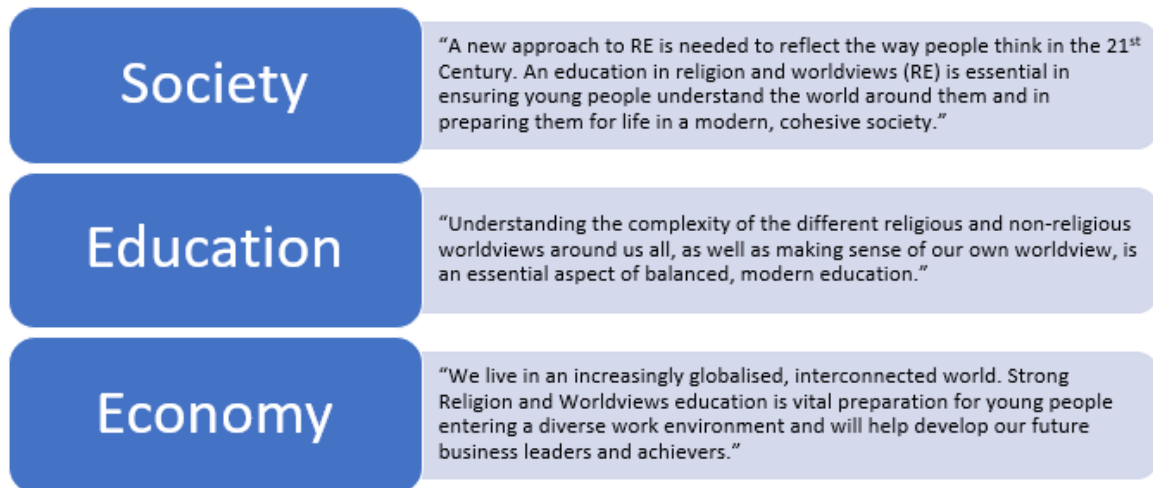 Society
“A new approach to RE is needed to reflect the way people think in the 21st
Century. An education in religion and worldviews (RE) is essential in
ensuring young people understand the world around them and in
preparing them for life in a modern, cohesive society.”
Education
“Understanding the complexity of the different religious and non-religious
worldviews around us all, as well as making sense of our own worldview, is
an essential aspect of balanced, modern education.”
Economy
“We live in an increasingly globalised, interconnected world. Strong
Religion and Worldviews education is vital preparation for young people
entering a diverse work environment and will help develop our future
business leaders and achievers.”